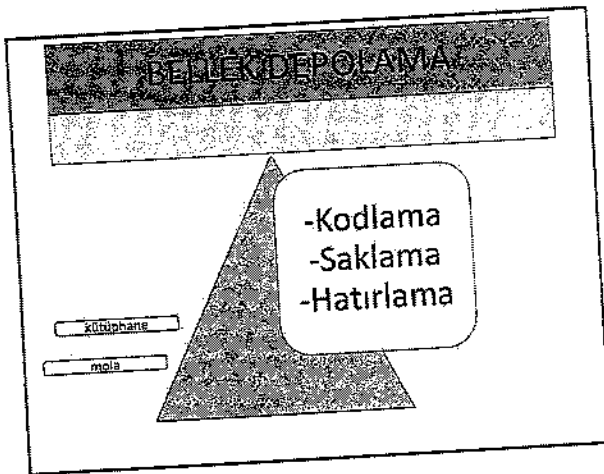 BELLEK DEPOLAMA
-Kodlama
-Saklama
-Hatırlama
kütüphane
mola